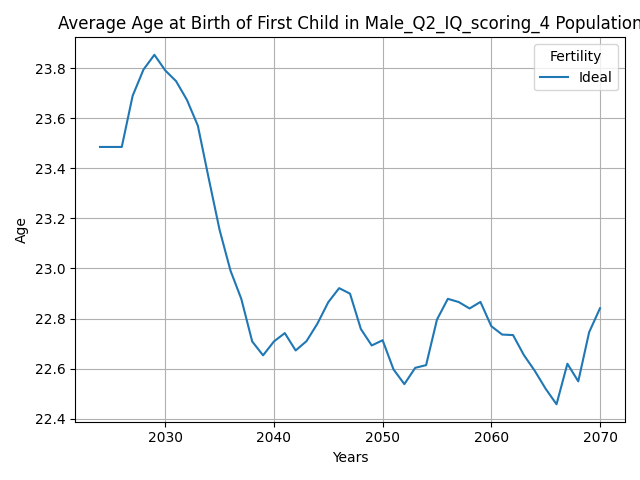 Average Age at Birth of First Child in Male_Q2_IQ_scoring_4 Population
Fertility
Ideal
23.8
23.6
23.4
23.2
23.0
22.8
22.6
22.4
Age
2030 2040 2050 2060 2070
Years